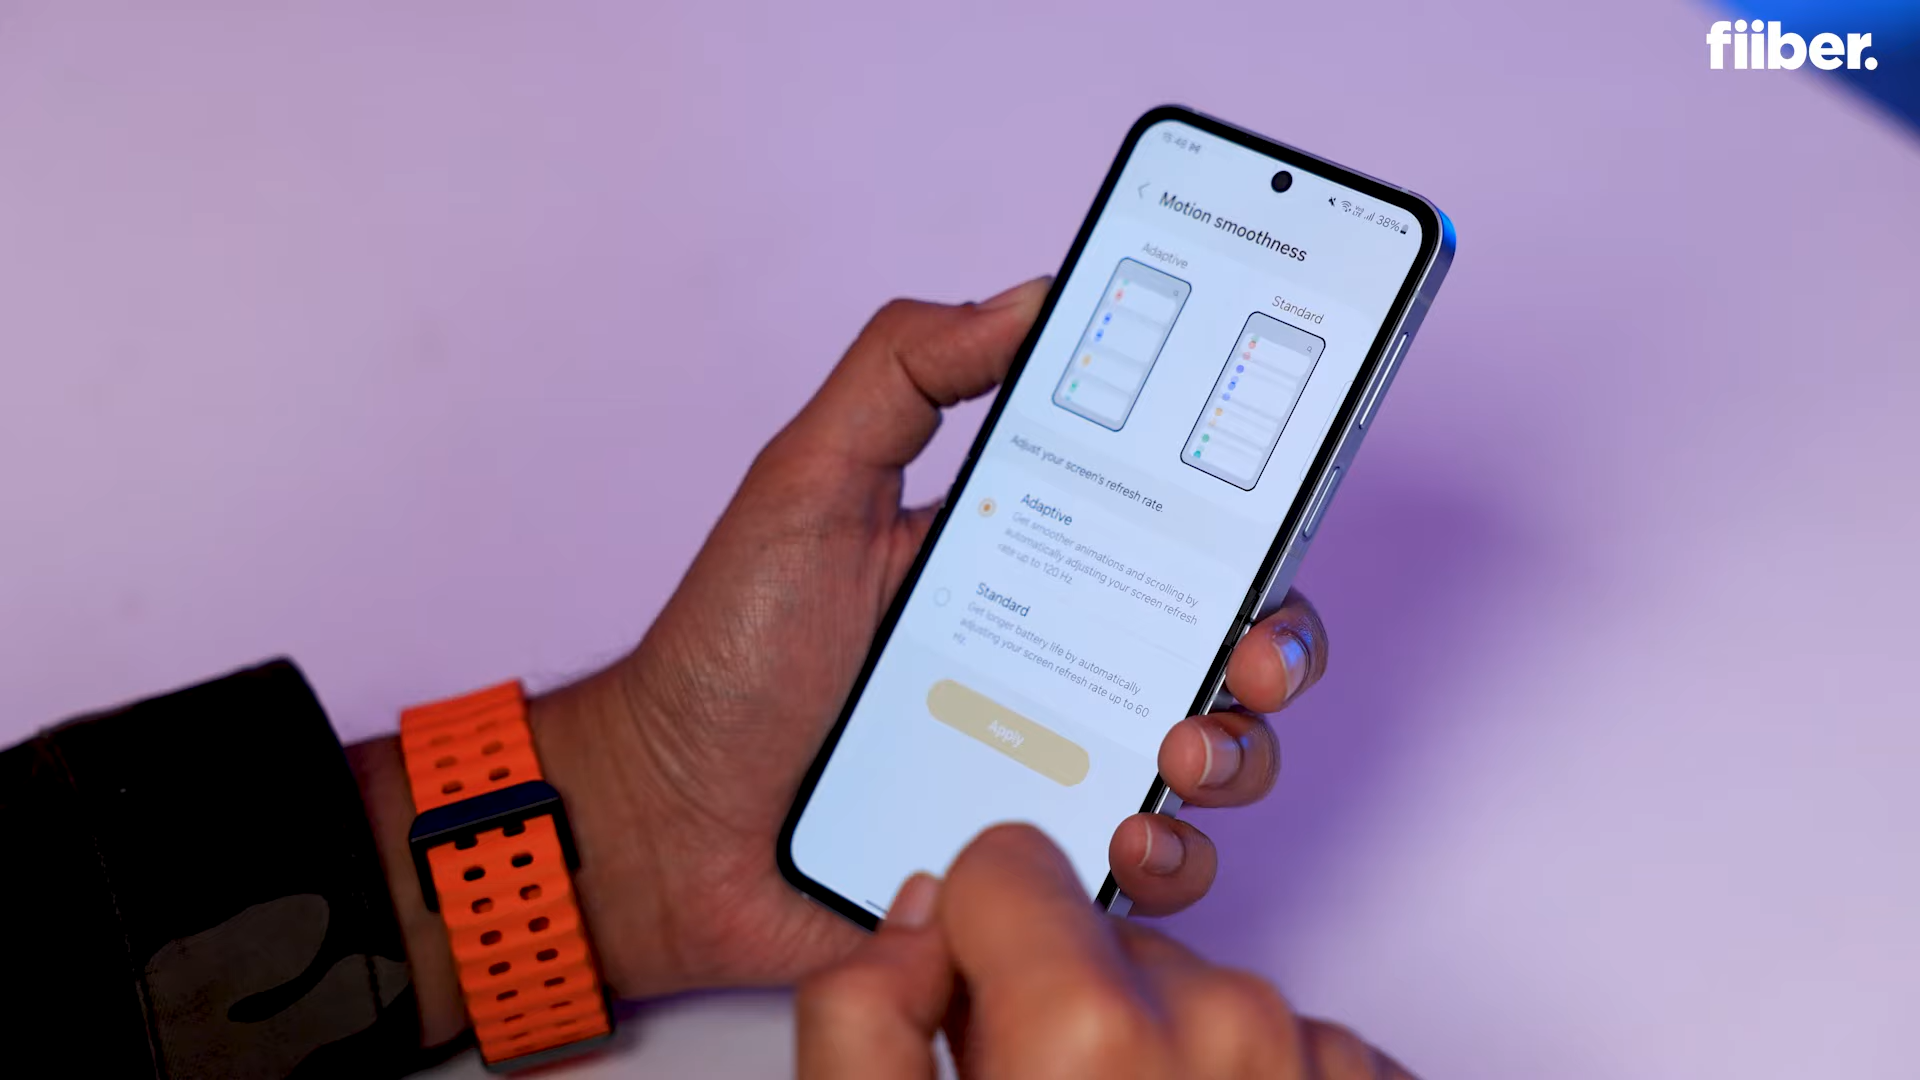 fiiber.
15:46
38%
Motion smoothness
Adaptive
Standard
Adjust your screen's refresh rate.
Adaptive
Get smoother animations and scrolling by
automatically adjusting your screen refresh
rate up to 120 Hz.
Standard
Get longer battery life by automatically
adjusting your screen refresh rate up to 60
Hz.
Apply